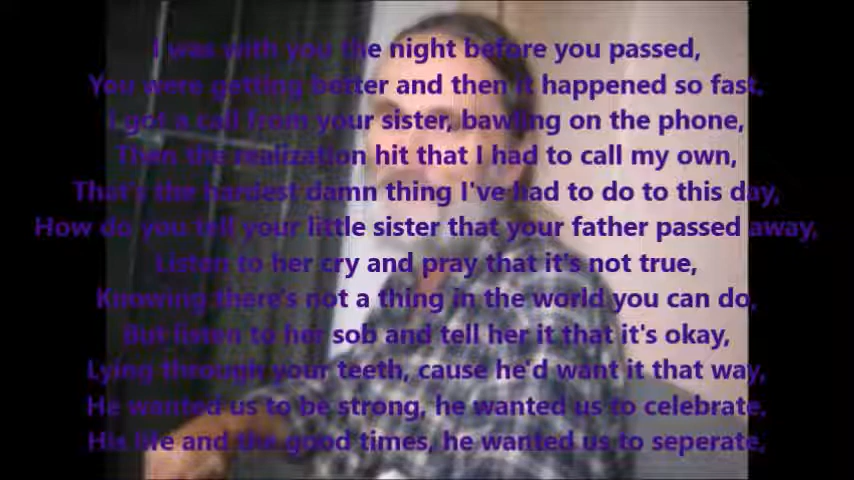 I was with you the night before you passed,
You were getting better and then it happened so fast.
I got a call from your sister, bawling on the phone,
Then the realization hit that I had to call my own,
That's the hardest damn thing I've had to do to this day,
How do you tell your little sister that your father passed away,
Listen to her cry and pray that it's not true,
Knowing there's not a thing in the world you can do,
But listen to her sob and tell her it that it's okay,
Lying through your teeth, cause he'd want it that way,
He wanted us to be strong, he wanted us to celebrate.
His life and the good times, he wanted us to seperate,